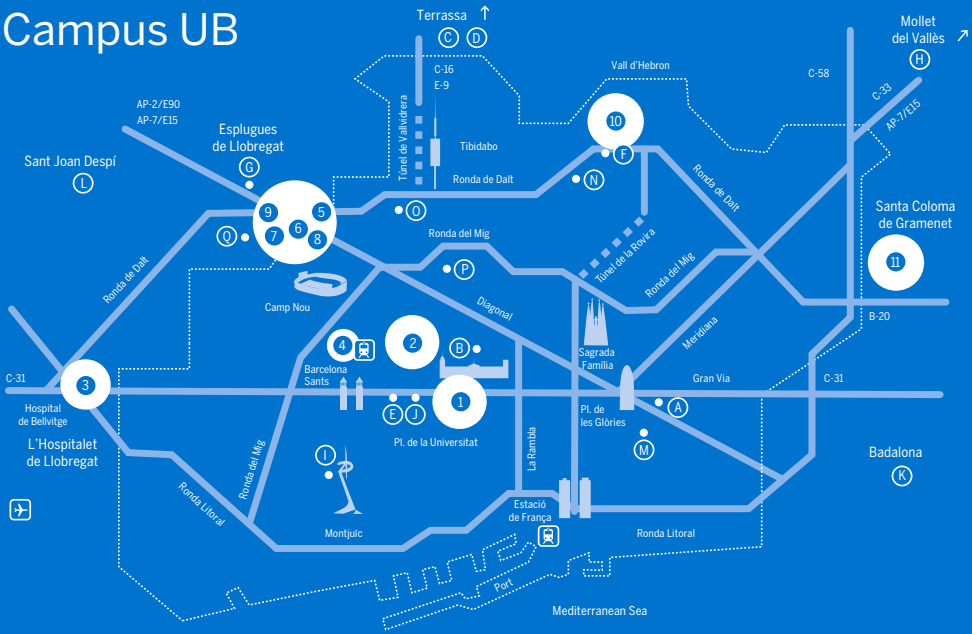 Campus UB
Terrassa ↑
C D
Mollet
del Vallès
H
C-16
E-9
Vall d'Hebron
C-58
C-33
AP-7/E15
AP-2/E90
AP-7/E15
Esplugues
de Llobregat
G
Sant Joan Despí
L
Túnel de Vallvidrera
Tibidabo
10
F
N
Ronda de Dalt
Ronda de Dalt
Santa Coloma
de Gramenet
11
9 5
6
7 8
Q
O
P
Ronda del Mig
Túnel de la Rovira
Ronda del Mig
Ronda de Dalt
Camp Nou
Diagonal
Meridiana
B-20
4
2
B
Barcelona
Sants
Sagrada
Família
3
C-31
Hospital
de Bellvitge
L'Hospitalet
de Llobregat
E J
1
Pl. de la Universitat
Gran Via
C-31
A
Pl. de
les Glòries
M
La Rambla
Badalona
K
I
Ronda del Mig
Ronda Litoral
Montjuïc
Estació
de França
Ronda Litoral
Port
Mediterranean Sea